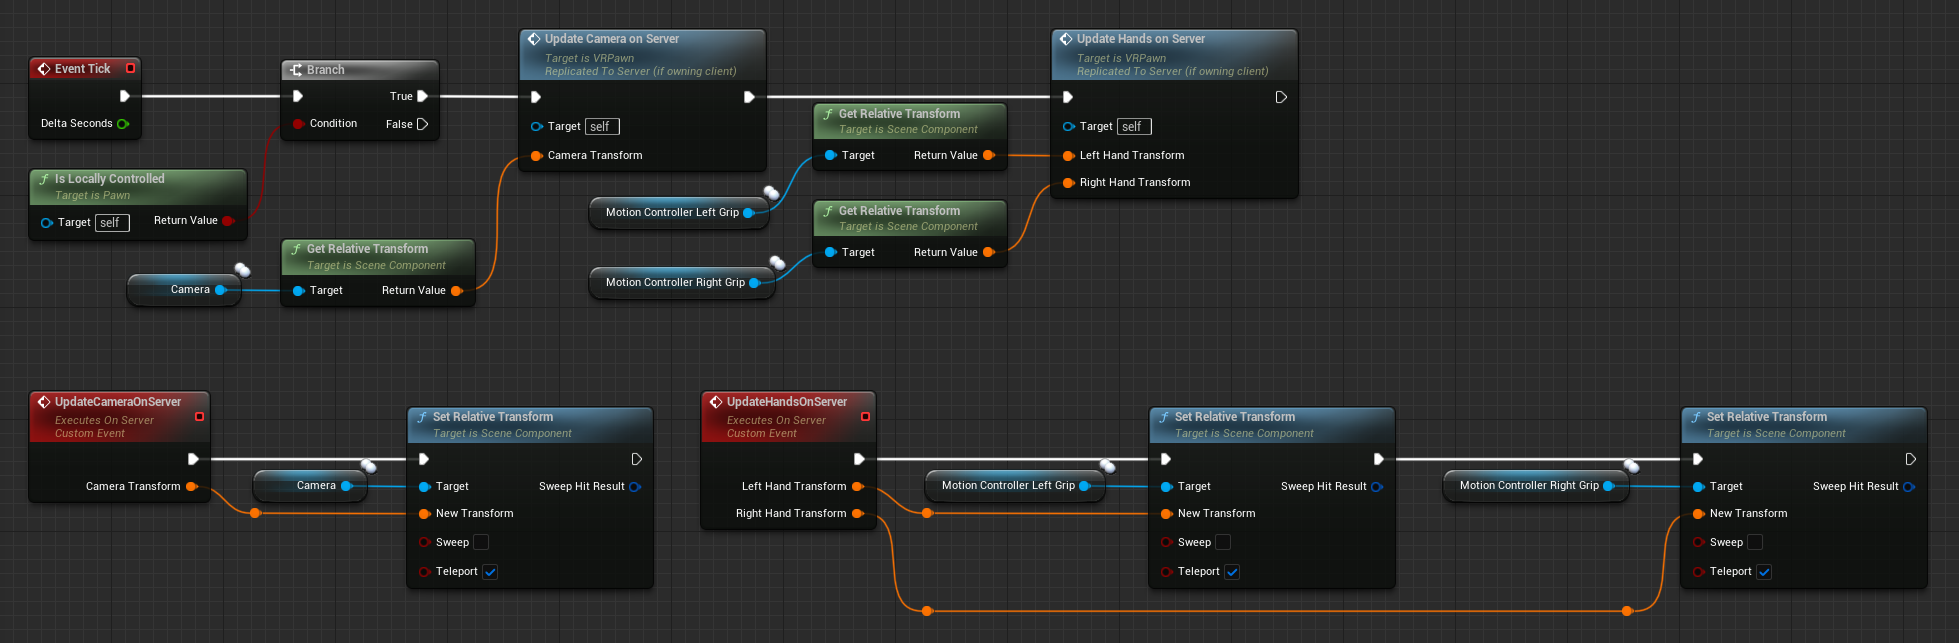 Event Tick
Delta Seconds
Branch
True
Condition
False
Is Locally Controlled
Target is Pawn
Target self
Return Value
Camera
Get Relative Transform
Target is Scene Component
Target
Return Value
Update Camera on Server
Target is VRPawn
Replicated To Server (if owning client)
Target self
Camera Transform
Motion Controller Left Grip
Motion Controller Right Grip
Get Relative Transform
Target is Scene Component
Target
Return Value
Get Relative Transform
Target is Scene Component
Target
Return Value
Update Hands on Server
Target is VRPawn
Replicated To Server (if owning client)
Target self
Left Hand Transform
Right Hand Transform
UpdateCameraOnServer
Executes On Server
Custom Event
Camera Transform
Camera
Set Relative Transform
Target is Scene Component
Target
Sweep Hit Result
New Transform
Sweep
Teleport
UpdateHandsOnServer
Executes On Server
Custom Event
Left Hand Transform
Right Hand Transform
Motion Controller Left Grip
Set Relative Transform
Target is Scene Component
Target
Sweep Hit Result
New Transform
Sweep
Teleport
Motion Controller Right Grip
Set Relative Transform
Target is Scene Component
Target
Sweep Hit Result
New Transform
Sweep
Teleport